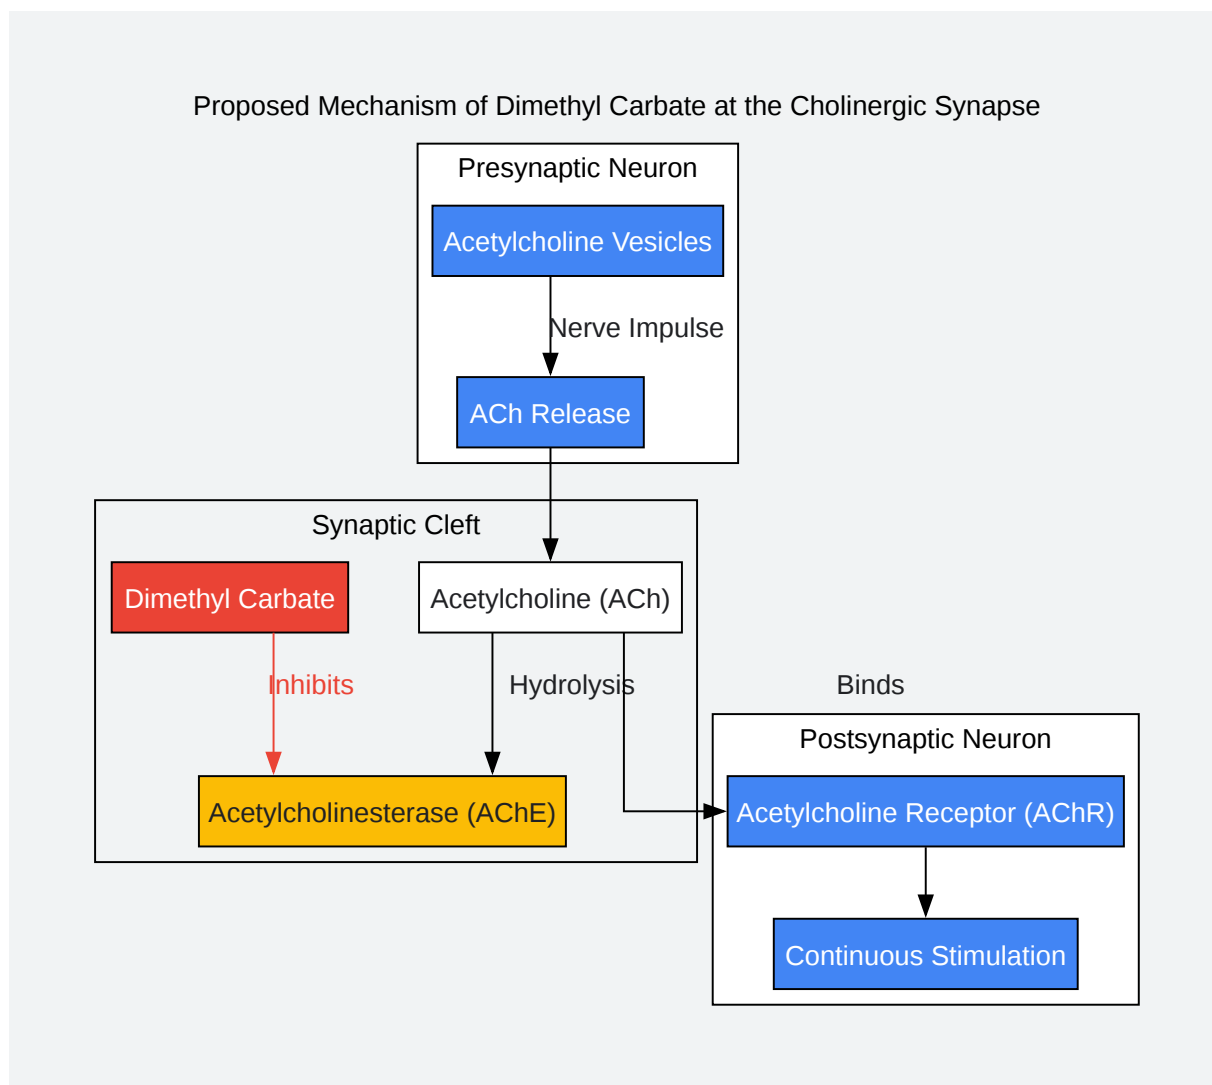 Proposed Mechanism of Dimethyl Carbate at the Cholinergic Synapse
Presynaptic Neuron
Acetylcholine Vesicles
Nerve Impulse
ACh Release
Synaptic Cleft
Dimethyl Carbate
Acetylcholine (ACh)
Inhibits
Hydrolysis
Binds
Postsynaptic Neuron
Acetylcholinesterase (AChE)
Acetylcholine Receptor (AChR)
Continuous Stimulation